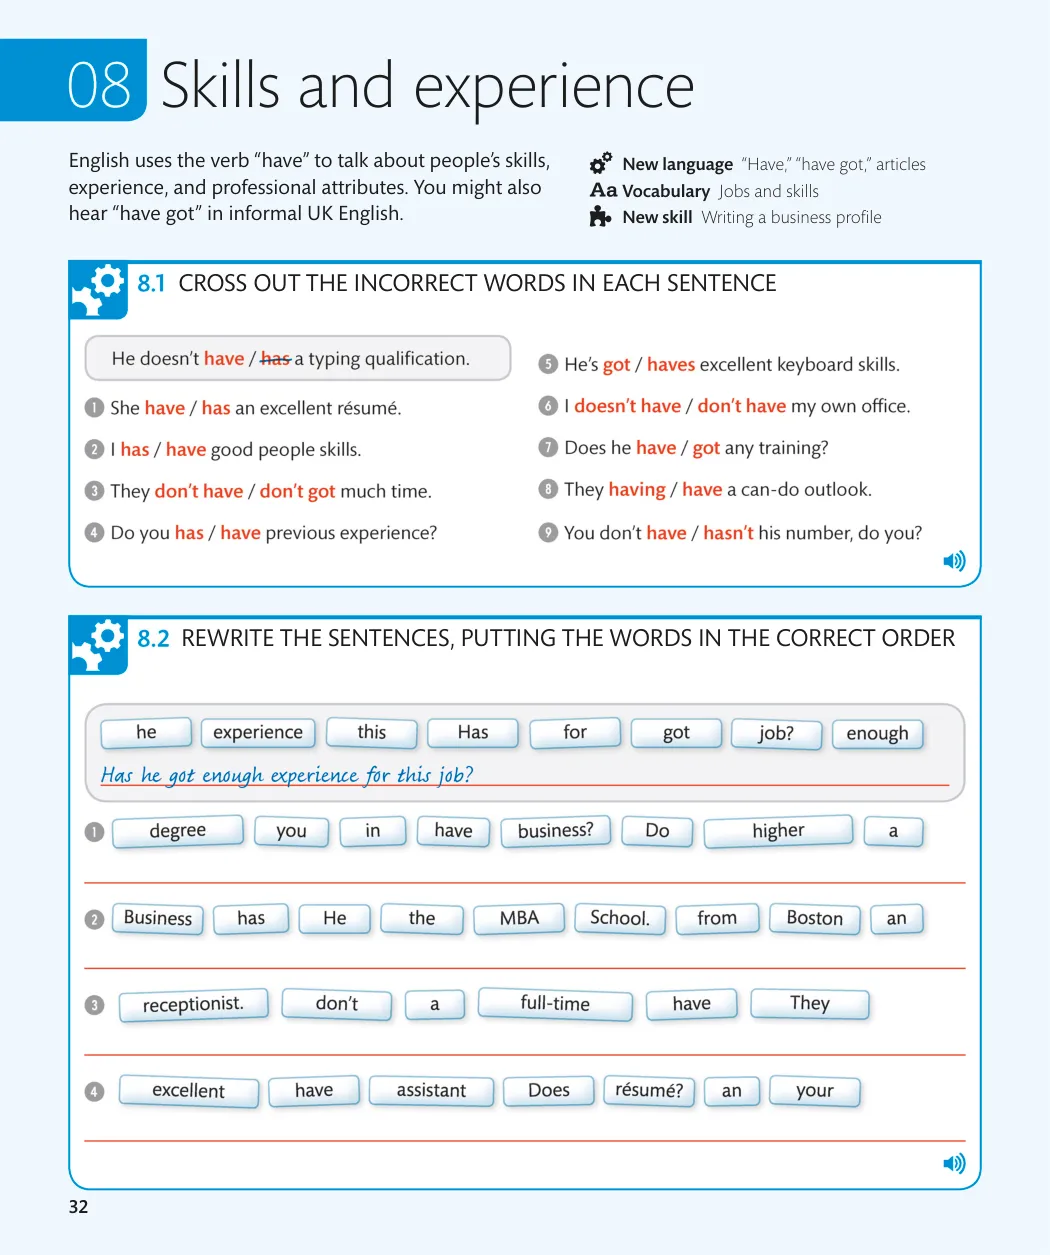 08 Skills and experience
English uses the verb “have” to talk about people’s skills,
experience, and professional attributes. You might also
hear “have got” in informal UK English.
New language “Have,” “have got,” articles
Aa Vocabulary Jobs and skills
New skill Writing a business profile
8.1 CROSS OUT THE INCORRECT WORDS IN EACH SENTENCE
He doesn’t have / has a typing qualification.
1 She have / has an excellent résumé.
2 I has / have good people skills.
3 They don’t have / don’t got much time.
4 Do you has / have previous experience?
5 He’s got / haves excellent keyboard skills.
6 I doesn’t have / don’t have my own office.
7 Does he have / got any training?
8 They having / have a can-do outlook.
9 You don’t have / hasn’t his number, do you?
8.2 REWRITE THE SENTENCES, PUTTING THE WORDS IN THE CORRECT ORDER
he experience this Has for got job? enough
Has he got enough experience for this job?
1 degree you in have business? Do higher a
2 Business has He the MBA School. from Boston an
3 receptionist. don’t a full-time have They
4 excellent have assistant Does résumé? an your
32